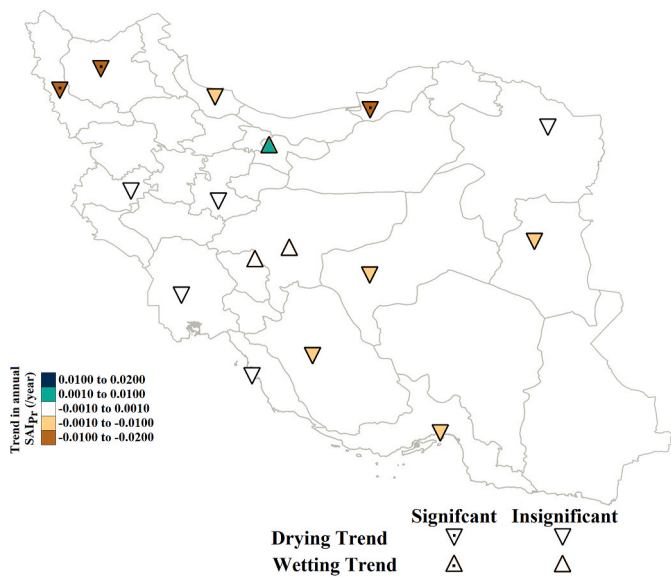 Trend in annual
SAIPr (/year)
0.0100 to 0.0200
0.0010 to 0.0100
-0.0010 to 0.0010
-0.0010 to -0.0100
-0.0100 to -0.0200
Signifcant Insignificant
Drying Trend
Wetting Trend